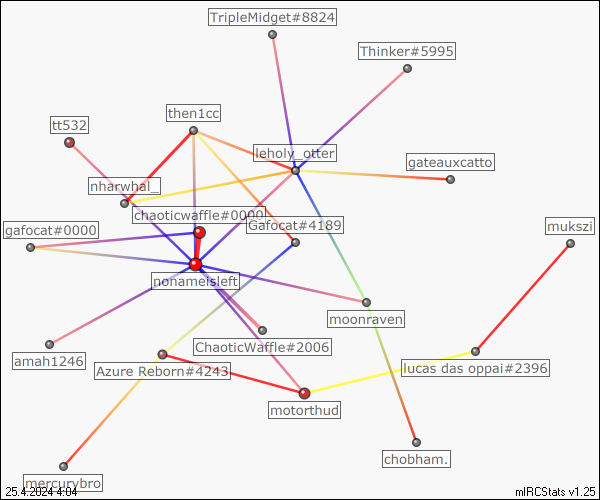 TripleMidget#8824
Thinker#5995
then1cc
tt532
leholy_otter
gateauxcatto
nharwhal_
chaoticwaffle#0000
Gafocat#4189
gafocat#0000
mukszi
nonameisleft
moonraven
ChaoticWaffle#2006
amah1246
lucas das oppai#2396
Azure Reborn#4243
motorthud
chobham.
mercurybro
25.4.2024 4:04
mIRCStats v1.25